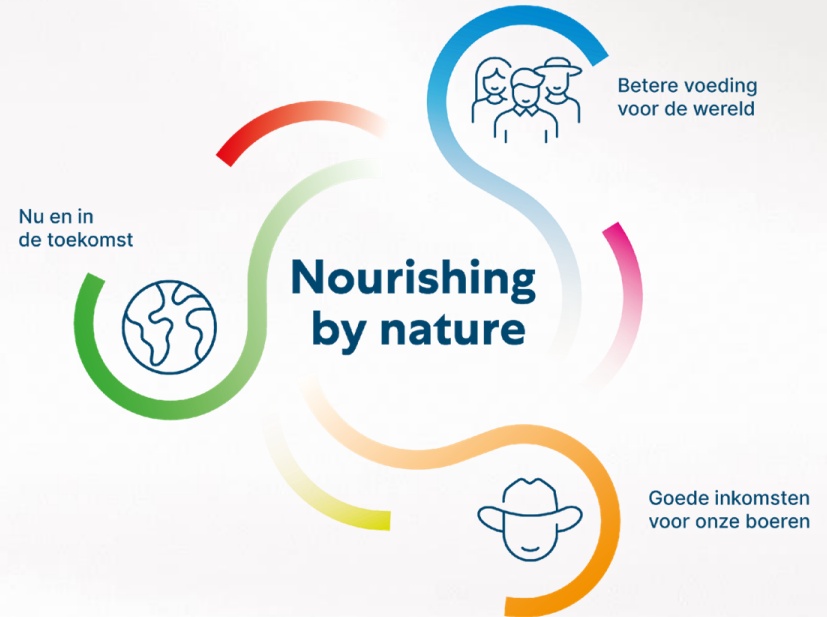 Betere voeding
voor de wereld
Nu en in
de toekomst
Nourishing
by nature
Goede inkomsten
voor onze boeren